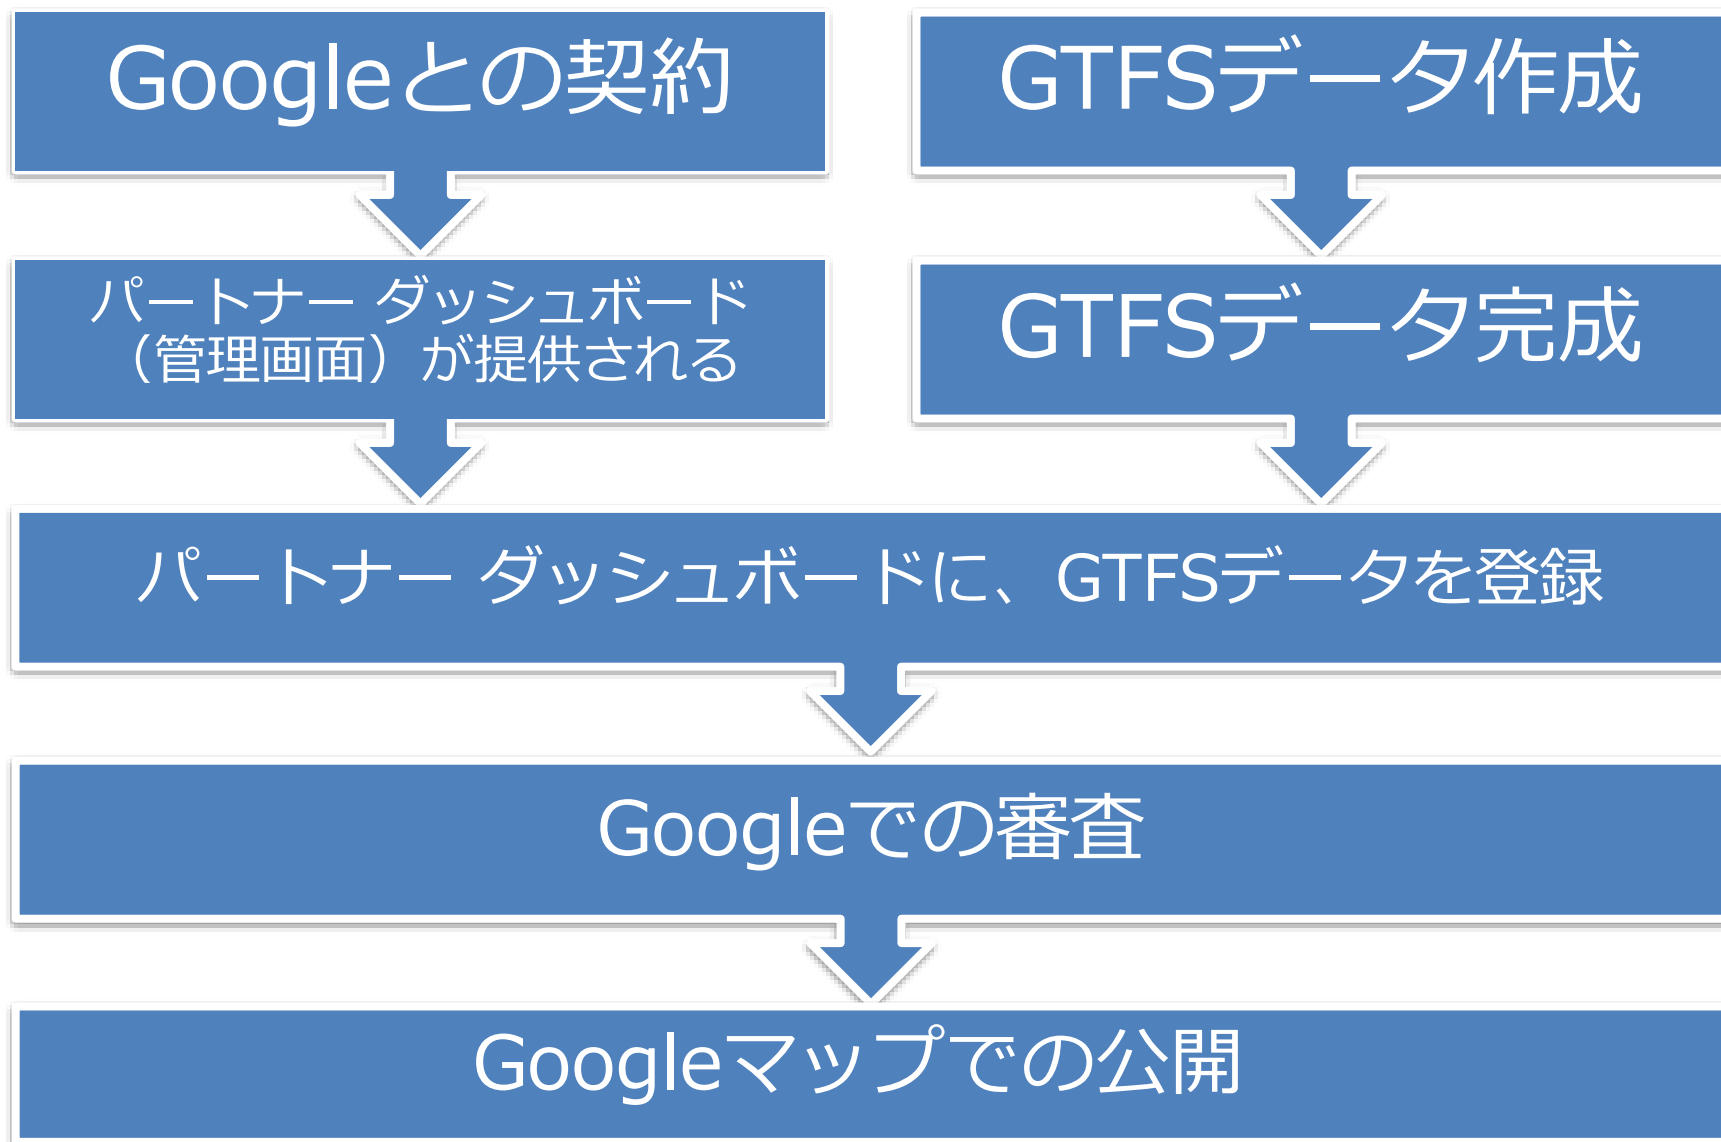 Googleとの契約
GTFSデータ作成
パートナー ダッシュボード
（管理画面）が提供される
GTFSデータ完成
パートナー ダッシュボードに、GTFSデータを登録
Googleでの審査
Googleマップでの公開